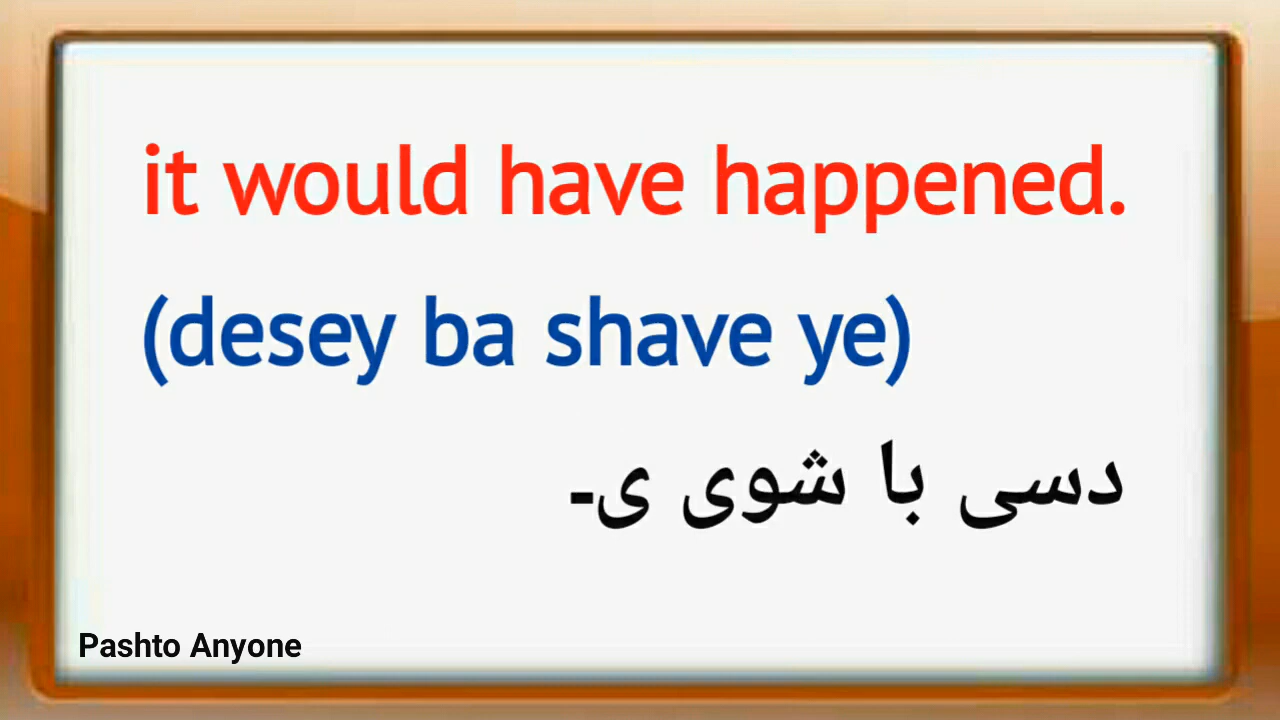 it would have happened.
(desey ba shave ye)
دسی با شوی ی۔
Pashto Anyone